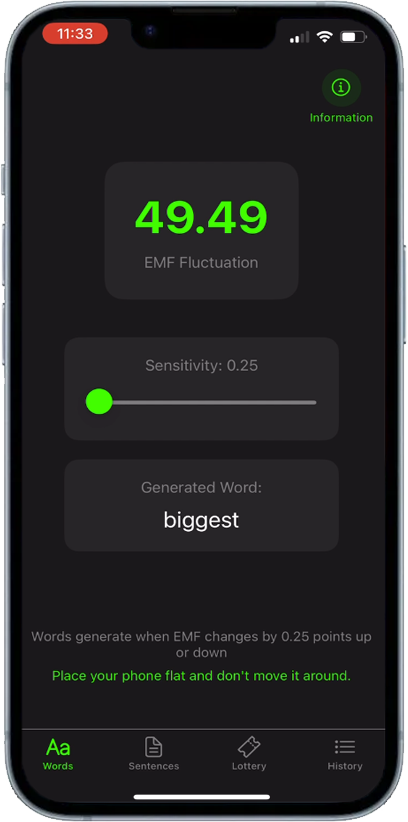 11:33
Information
49.49
EMF Fluctuation
Sensitivity: 0.25
Generated Word:
biggest
Words generate when EMF changes by 0.25 points up
or down
Place your phone flat and don't move it around.
Aa
Words
Sentences
Lottery
History